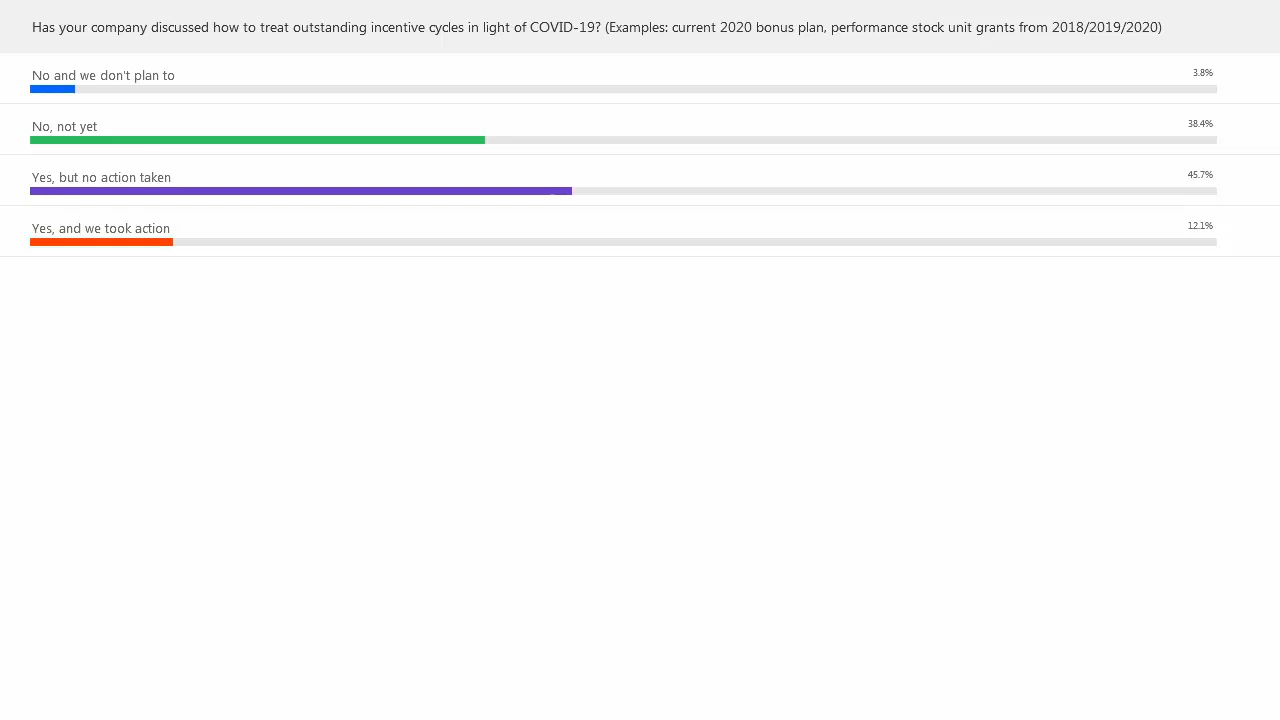 Has your company discussed how to treat outstanding incentive cycles in light of COVID-19? (Examples: current 2020 bonus plan, performance stock unit grants from 2018/2019/2020)
No and we don't plan to
3.8%
No, not yet
38.4%
Yes, but no action taken
45.7%
Yes, and we took action
12.1%